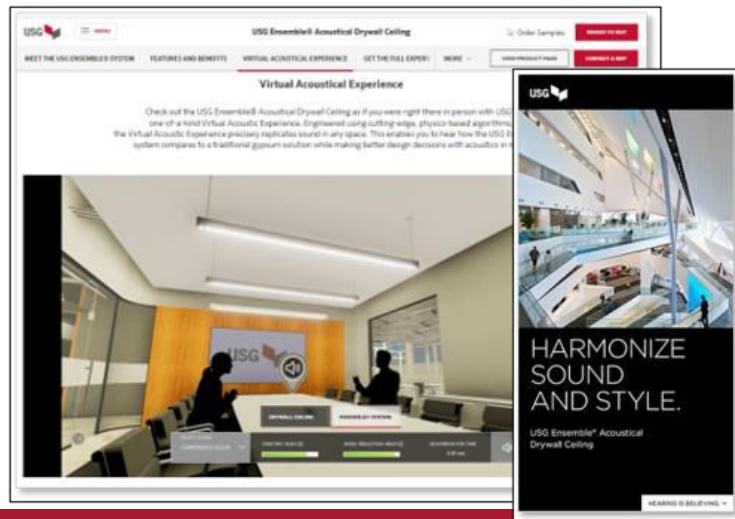 USG
MENU
USG Ensemble® Acoustical Drywall Ceiling
Order Samples
WHERE TO BUY
MEET THE USG ENSEMBLE® SYSTEM
FEATURES AND BENEFITS
VIRTUAL ACOUSTICAL EXPERIENCE
GET THE FULL EXPERI
MORE
VIEW PRODUCT PAGE
CONTACT A REP
Virtual Acoustical Experience
Check out the USG Ensemble® Acoustical Drywall Ceiling as if you were right there in person with USG
one-of-a-kind Virtual Acoustic Experience. Engineered using cutting-edge, physics-based algorithms,
the Virtual Acoustic Experience precisely replicates sound in any space. This enables you to hear how the USG E
system compares to a traditional gypsum solution while making better design decisions with acoustics in
USG
DRYWALL CEILING
ENSEMBLE® SYSTEM
CONFERENCE ROOM
USG
HARMONIZE
SOUND
AND STYLE.
USG Ensemble® Acoustical
Drywall Ceiling
HEARING IS BELIEVING.